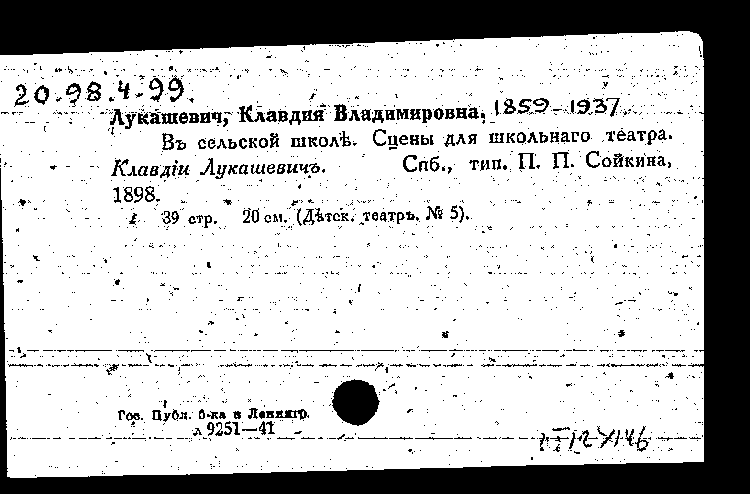 20.98.4.99.
Лукашевич, Клавдия Владимировна, 1859-1937.
Въ сельской школѣ. Сцены для школьнаго театра.
Клавдіи Лукашевичъ. Спб., тип. П. П. Сойкина,
1898.
39 стр. 20 см. (Дѣтск. театръ. № 5).
Гос. Публ. б-ка в Ленингр.
л 9251—41